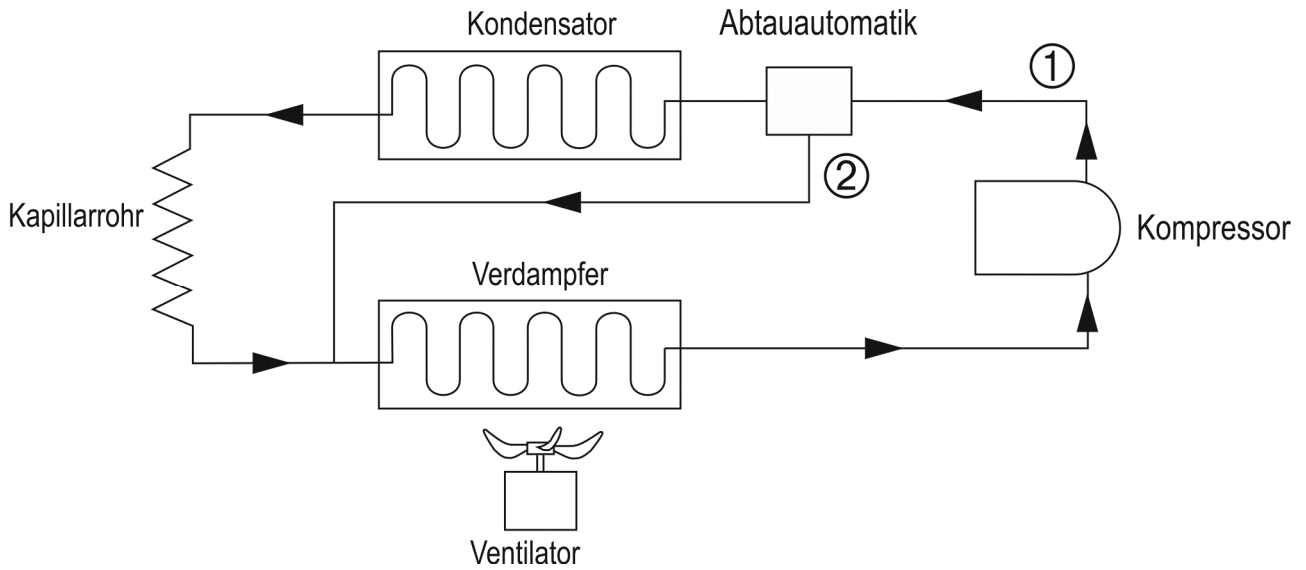 Kondensator
Abtauautomatik
①
②
Kapillarrohr
Kompressor
Verdampfer
Ventilator